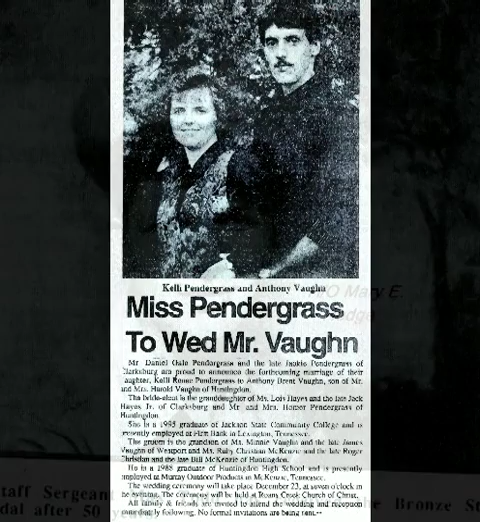 Kelli Pendergrass and Anthony Vaughn
Miss Pendergrass
To Wed Mr. Vaughn
Mr. Daniel Gale Pendergrass and the late Jackie Pendergrass of
Clarksburg are proud to announce the forthcoming marriage of their
daughter, Kelli Renne Pendergrass to Anthony Brent Vaughn, son of Mr.
and Mrs. Harold Vaughn of Huntingdon.
The bride-elect is the granddaughter of Ms. Lois Hayes and the late Jack
Hayes Jr. of Clarksburg and Mr. and Mrs. Homer Pendergrass of
Huntingdon.
She is a 1995 graduate of Jackson State Community College and is
presently employed at First Bank in Lexington, Tennessee.
The groom is the grandson of Ms. Minnie Vaughn and the late James
Vaughn of Westport and Ms. Ruby Christian McKenzie and the late Roger
Christian and the late Bill McKenzie of Huntingdon.
He is a 1988 graduate of Huntingdon High School and is presently
employed at Murray Outdoor Products in McKenzie, Tennessee.
The wedding ceremony will take place December 23, at seven o'clock in
the evening. The ceremony will be held at Roans Creek Church of Christ.
All family & friends are invited to attend the wedding and reception
immediately following. No formal invitations are being sent.
O Mary E.
dge
taff Sergeant
dal after 50 ye
e Bronze St